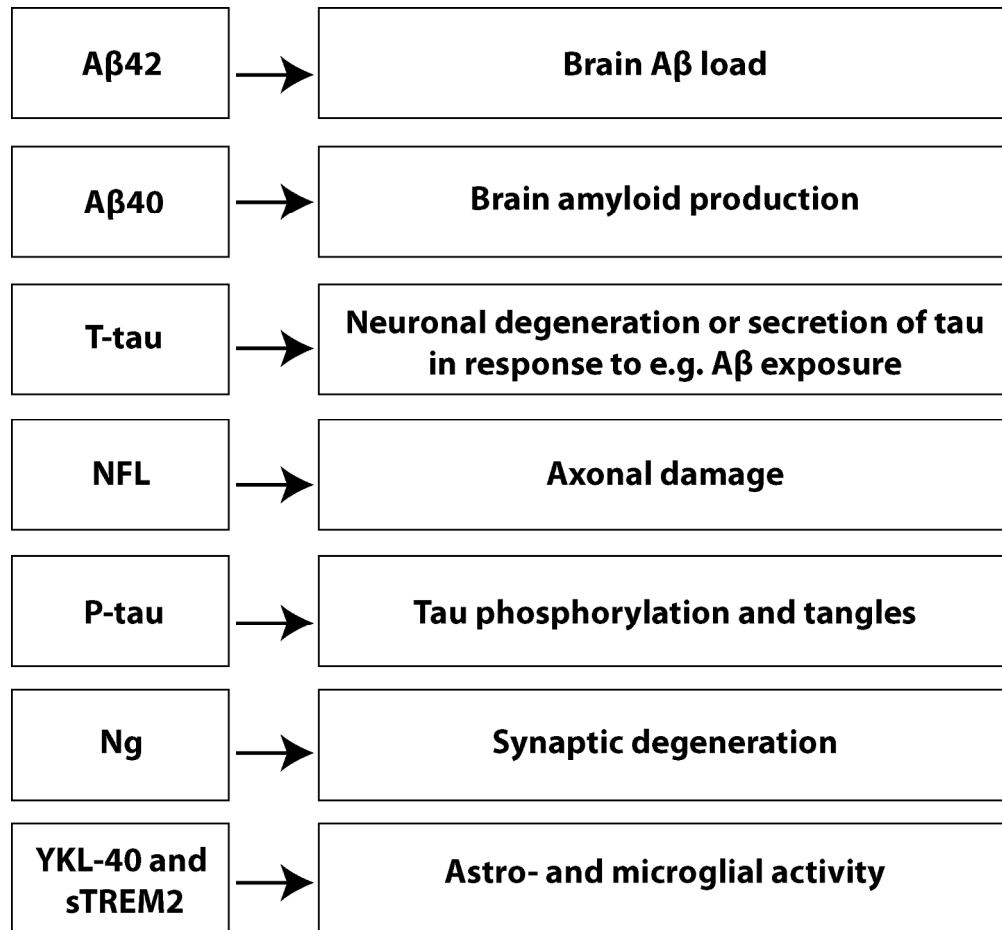 Aβ42
Brain Aβ load
Aβ40
Brain amyloid production
T-tau
Neuronal degeneration or secretion of tau
in response to e.g. Aβ exposure
NFL
Axonal damage
P-tau
Tau phosphorylation and tangles
Ng
Synaptic degeneration
YKL-40 and
sTREM2
Astro- and microglial activity